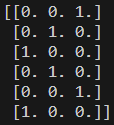 [[0. 0. 1.]
 [0. 1. 0.]
 [1. 0. 0.]
 [0. 1. 0.]
 [0. 0. 1.]
 [1. 0. 0.]]